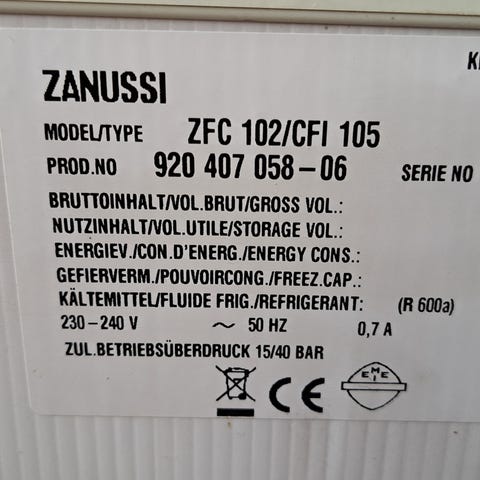 ZANUSSI
MODEL/TYPE ZFC 102/CFI 105
PROD.NO 920 407 058-06 SERIE NO
BRUTTOINHALT/VOL.BRUT/GROSS VOL.:
NUTZINHALT/VOL.UTILE/STORAGE VOL.:
ENERGIEV./CON.D'ENERG./ENERGY CONS.:
GEFIERVERM./POUVOIRCONG./FREEZ.CAP.:
KÄLTEMITTEL/FLUIDE FRIG./REFRIGERANT: (R 600a)
230-240 V ~ 50 HZ 0,7 A
ZUL.BETRIEBSÜBERDRUCK 15/40 BAR
CE